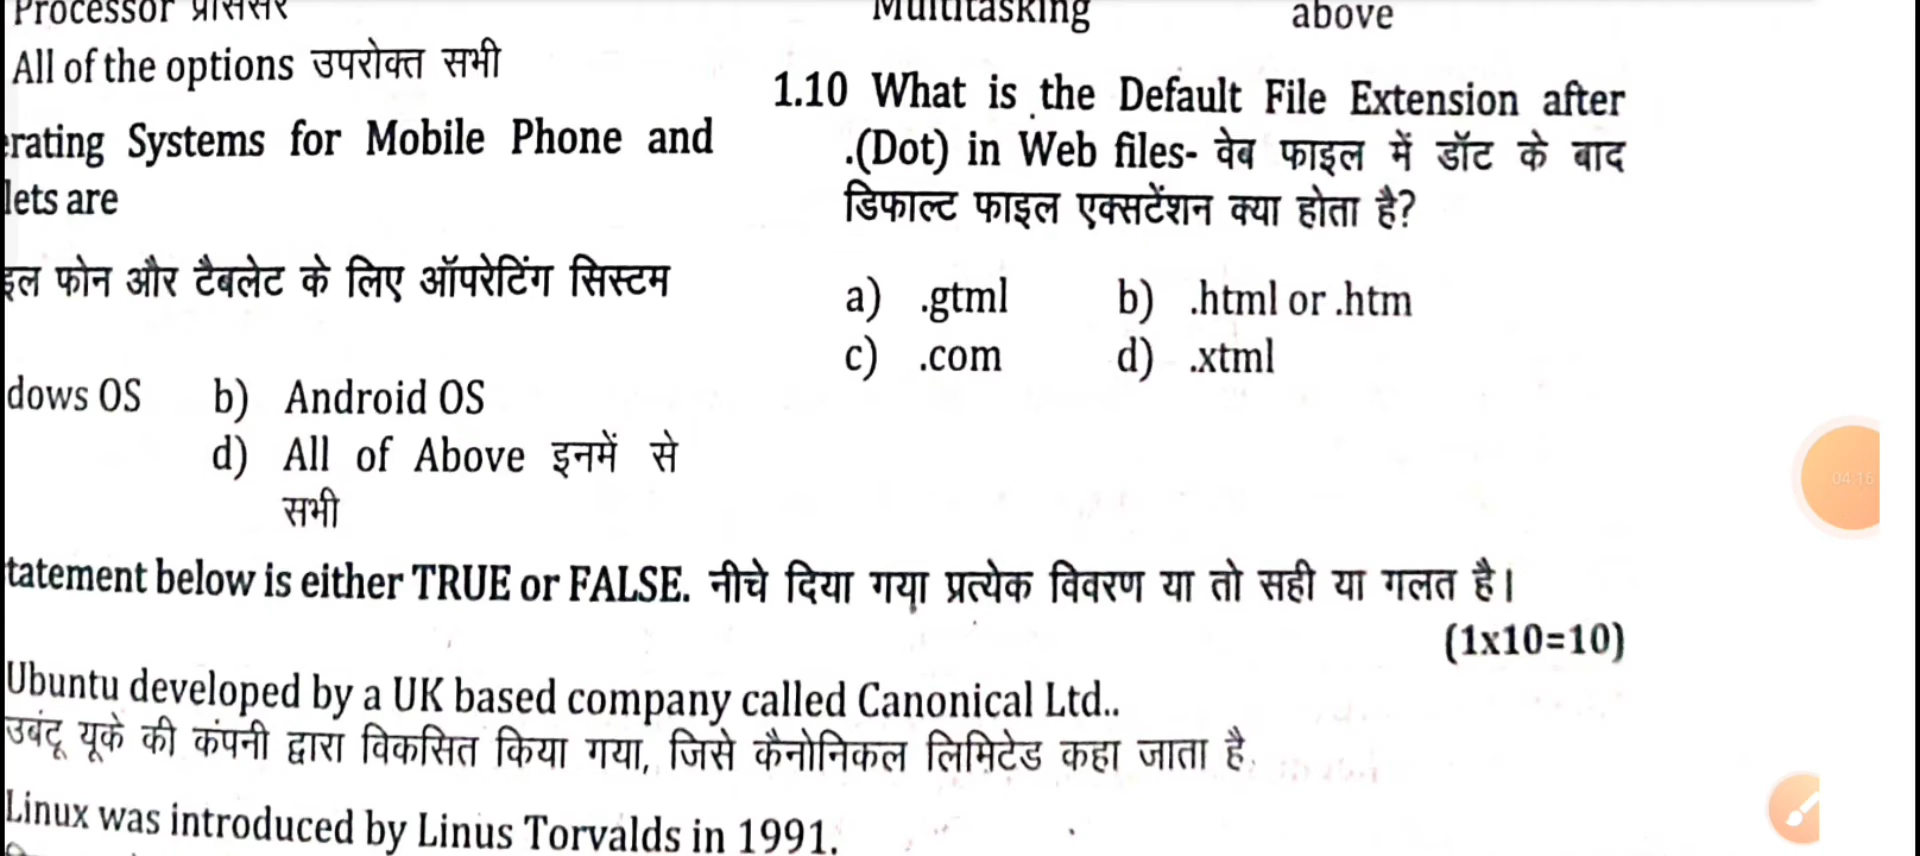 Processor प्रोसेसर
All of the options उपरोक्त सभी
erating Systems for Mobile Phone and
lets are
इल फोन और टैबलेट के लिए ऑपरेटिंग सिस्टम
dows OS b) Android OS
d) All of Above इनमें से
सभी
Multitasking above
1.10 What is the Default File Extension after
.(Dot) in Web files- वेब फाइल में डॉट के बाद
डिफाल्ट फाइल एक्सटेंशन क्या होता है?
a) .gtml b) .html or .htm
c) .com d) .xtml
tatement below is either TRUE or FALSE. नीचे दिया गया प्रत्येक विवरण या तो सही या गलत है।
(1x10=10)
Ubuntu developed by a UK based company called Canonical Ltd..
उबंटू यूके की कंपनी द्वारा विकसित किया गया, जिसे कैनोनिकल लिमिटेड कहा जाता है.
Linux was introduced by Linus Torvalds in 1991.
04:16